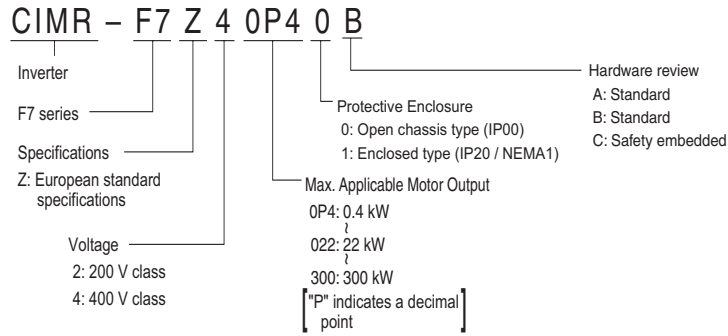 CIMR – F7 Z 4 0P4 0 B
Inverter
F7 series
Specifications
Z: European standard
specifications
Voltage
2: 200 V class
4: 400 V class
Max. Applicable Motor Output
0P4: 0.4 kW
~
022: 22 kW
~
300: 300 kW
["P" indicates a decimal
point]
Protective Enclosure
0: Open chassis type (IP00)
1: Enclosed type (IP20 / NEMA1)
Hardware review
A: Standard
B: Standard
C: Safety embedded